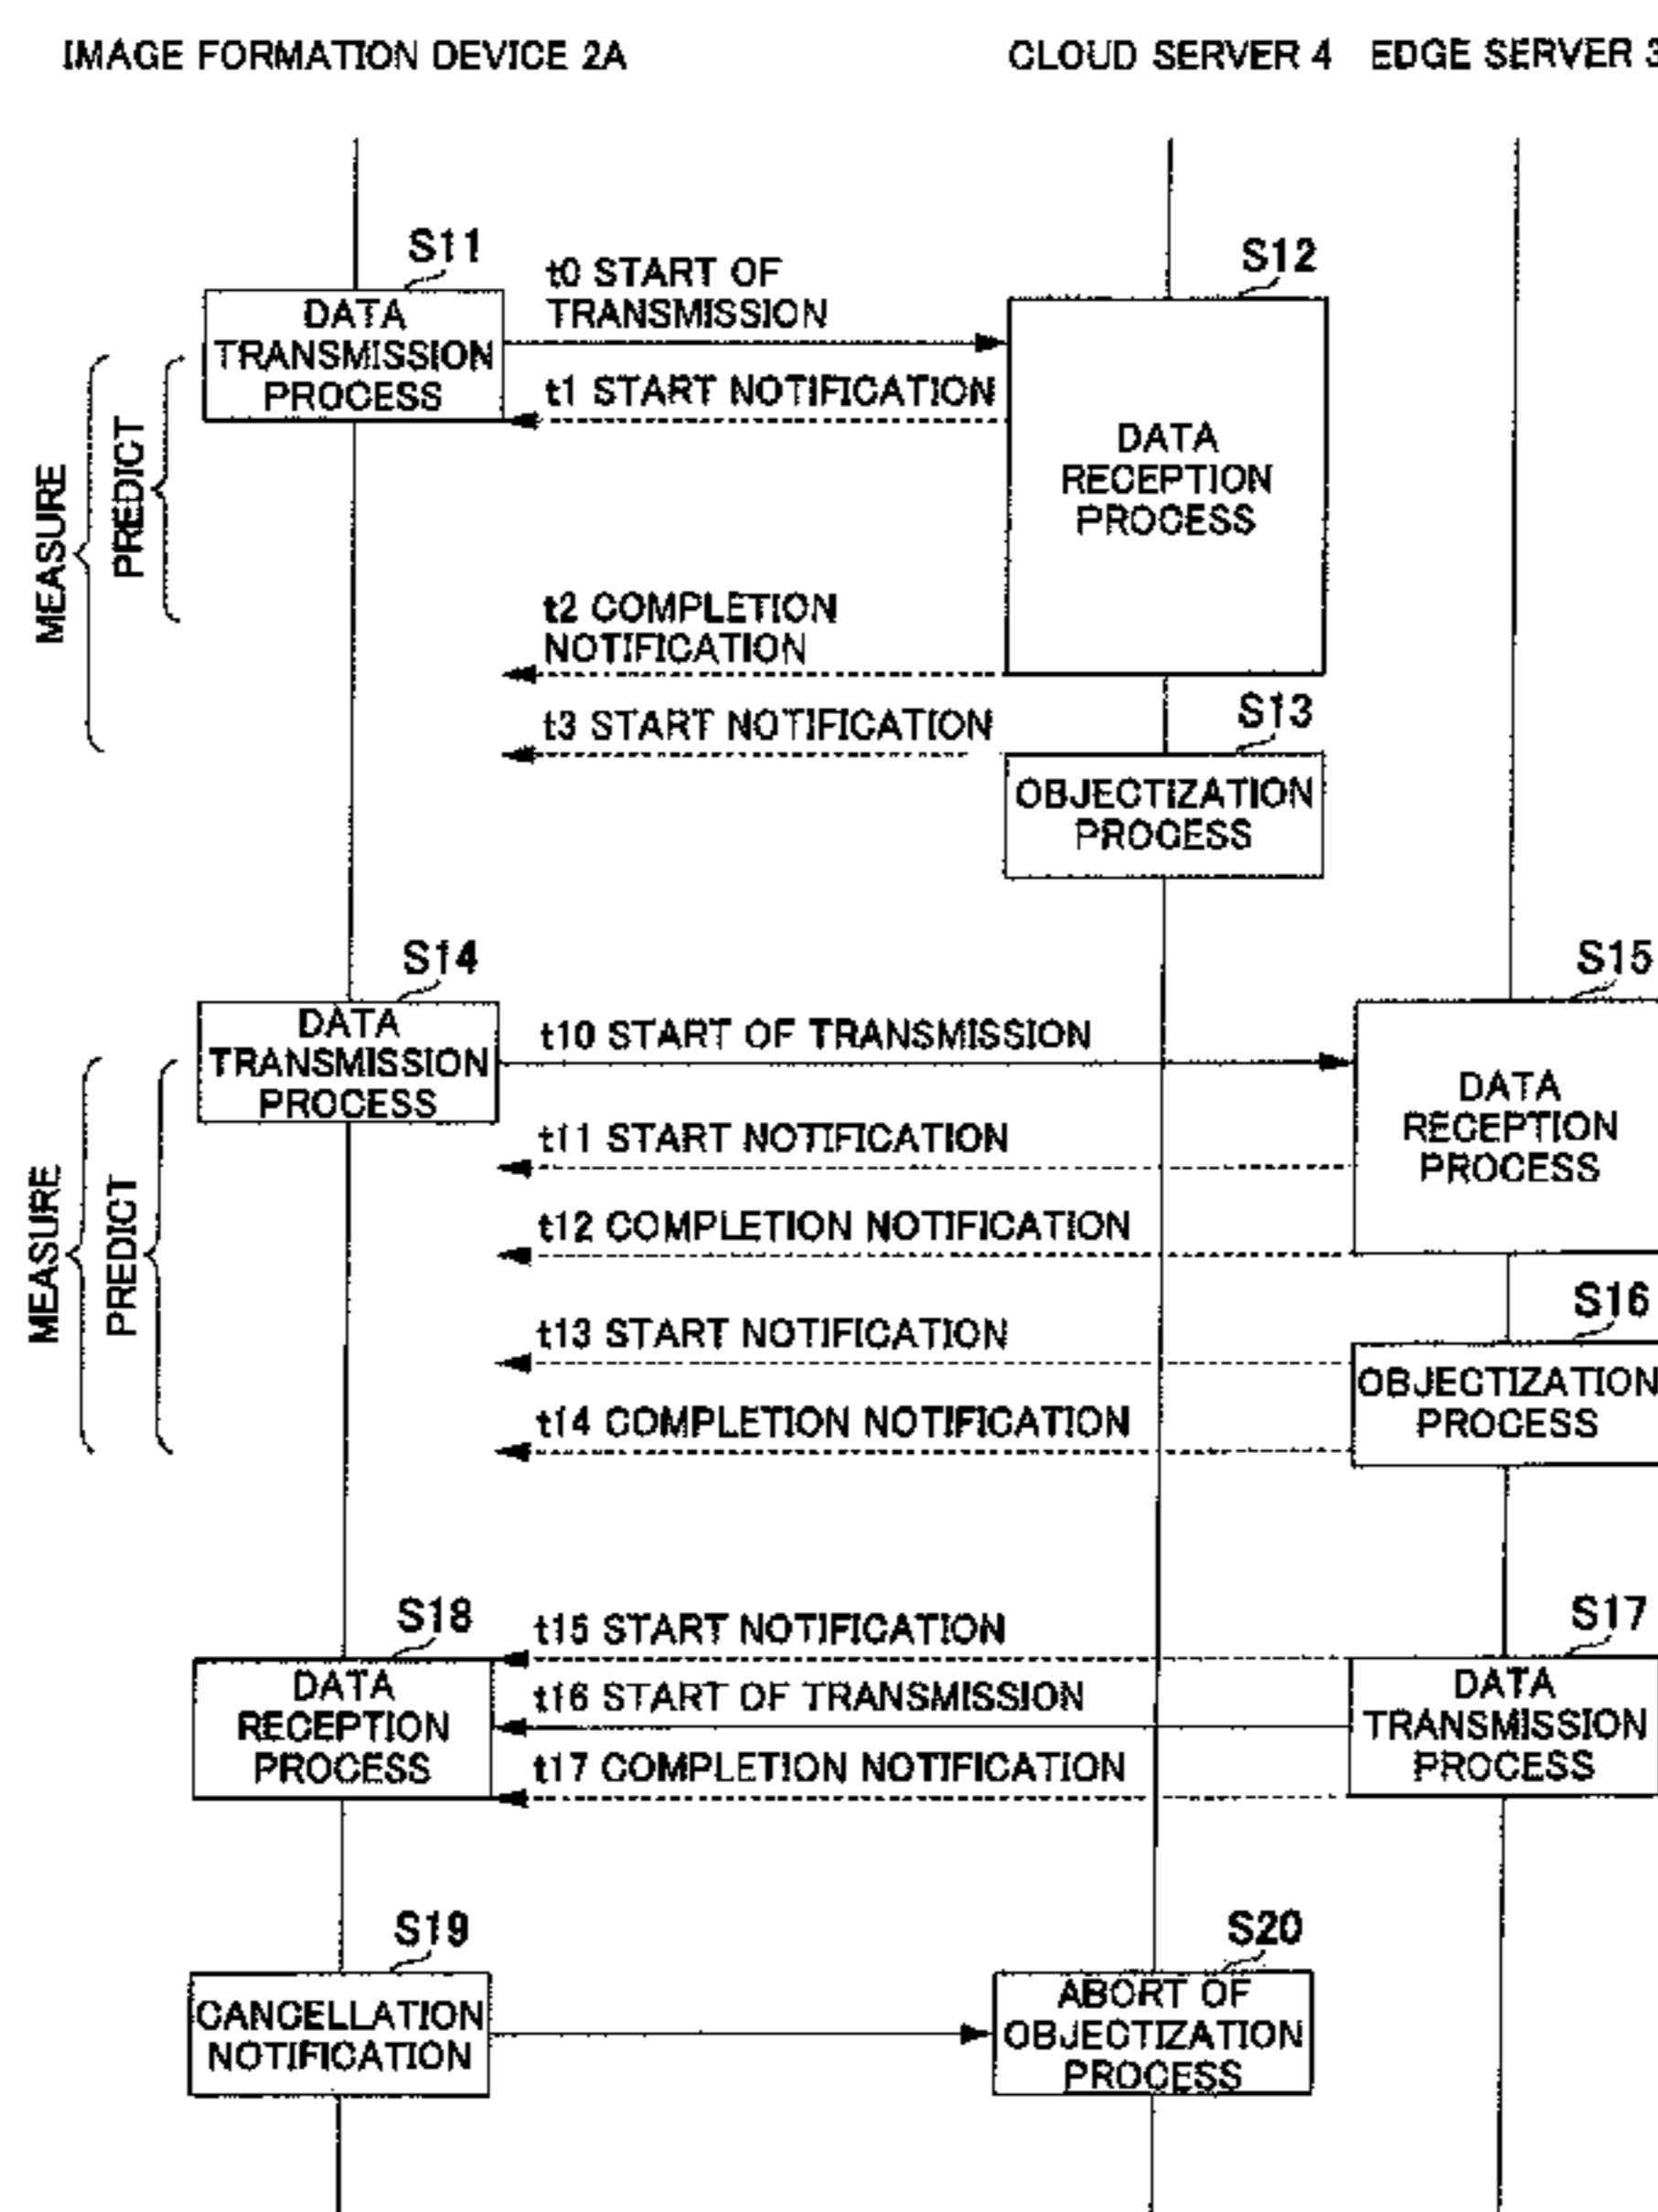 IMAGE FORMATION DEVICE 2A
CLOUD SERVER 4
EDGE SERVER 3
S11
DATA
TRANSMISSION
PROCESS
t0 START OF
TRANSMISSION
t1 START NOTIFICATION
S12
DATA
RECEPTION
PROCESS
MEASURE
PREDICT
t2 COMPLETION
NOTIFICATION
t3 START NOTIFICATION
S13
OBJECTIZATION
PROCESS
S14
DATA
TRANSMISSION
PROCESS
t10 START OF TRANSMISSION
S15
DATA
RECEPTION
PROCESS
t11 START NOTIFICATION
t12 COMPLETION NOTIFICATION
MEASURE
PREDICT
t13 START NOTIFICATION
t14 COMPLETION NOTIFICATION
S16
OBJECTIZATION
PROCESS
S18
DATA
RECEPTION
PROCESS
t15 START NOTIFICATION
t16 START OF TRANSMISSION
t17 COMPLETION NOTIFICATION
S17
DATA
TRANSMISSION
PROCESS
S19
CANCELLATION
NOTIFICATION
S20
ABORT OF
OBJECTIZATION
PROCESS